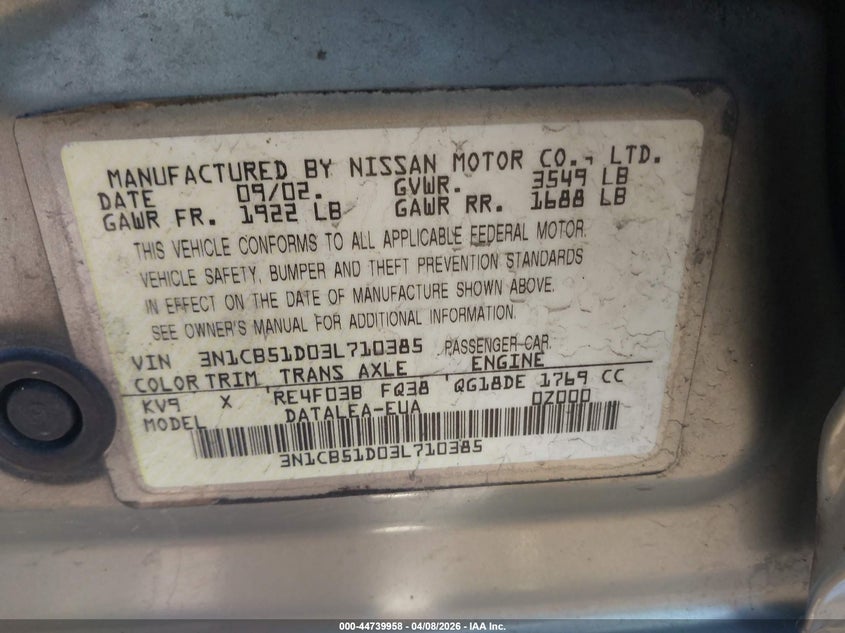 MANUFACTURED BY NISSAN MOTOR CO., LTD.
DATE 09/02. GVWR. 3549 LB
GAWR FR. 1922 LB GAWR RR. 1688 LB
THIS VEHICLE CONFORMS TO ALL APPLICABLE FEDERAL MOTOR
VEHICLE SAFETY, BUMPER AND THEFT PREVENTION STANDARDS
IN EFFECT ON THE DATE OF MANUFACTURE SHOWN ABOVE.
SEE OWNER'S MANUAL FOR ADDITIONAL INFORMATION.
VIN 3N1CB51D03L710385 PASSENGER CAR
COLOR TRIM TRANS AXLE ENGINE
KV9 X RE4F03B FQ38 QG18DE 1769 CC
MODEL DATALEA-EUA 0Z000
3N1CB51D03L710385
000-44739958 - 04/08/2026 - IAA Inc.